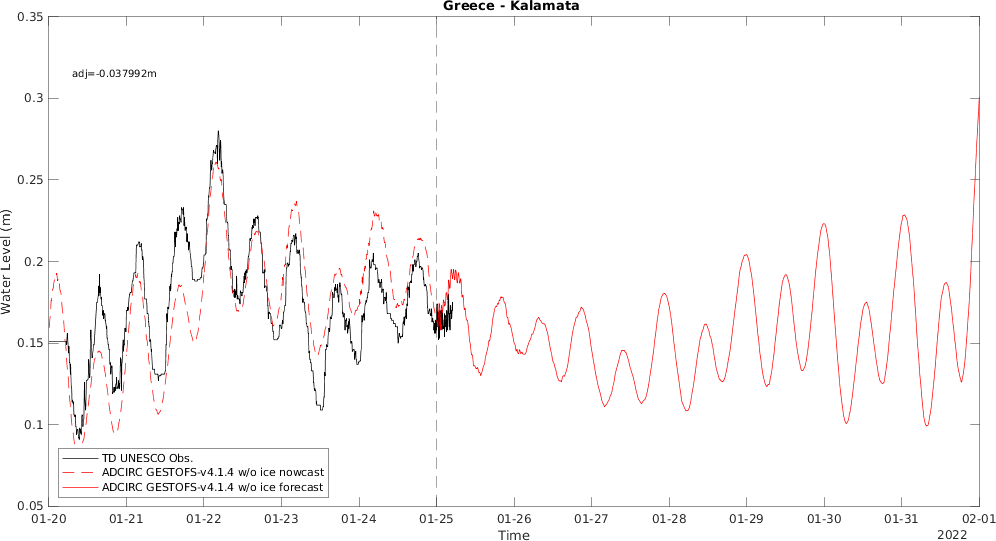 Greece - Kalamata
adj=-0.037992m
Water Level (m)
0.35
0.3
0.25
0.2
0.15
0.1
0.05
TD UNESCO Obs.
ADCIRC GESTOFS-v4.1.4 w/o ice nowcast
ADCIRC GESTOFS-v4.1.4 w/o ice forecast
01-20 01-21 01-22 01-23 01-24 01-25 01-26 01-27 01-28 01-29 01-30 01-31 02-01
Time
2022